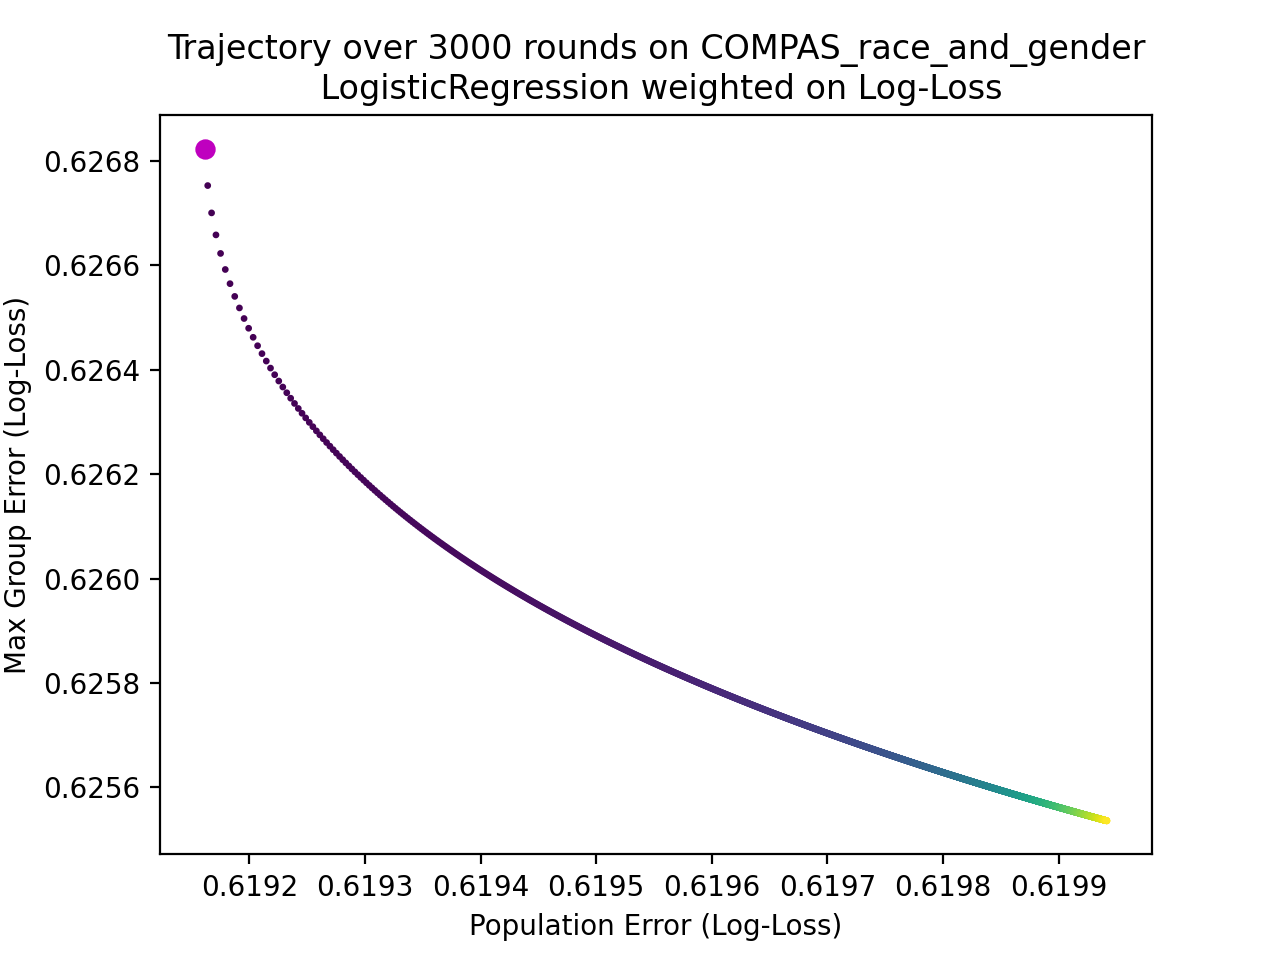 Trajectory over 3000 rounds on COMPAS_race_and_gender
LogisticRegression weighted on Log-Loss
Max Group Error (Log-Loss)
0.6268
0.6266
0.6264
0.6262
0.6260
0.6258
0.6256
0.6192 0.6193 0.6194 0.6195 0.6196 0.6197 0.6198 0.6199
Population Error (Log-Loss)